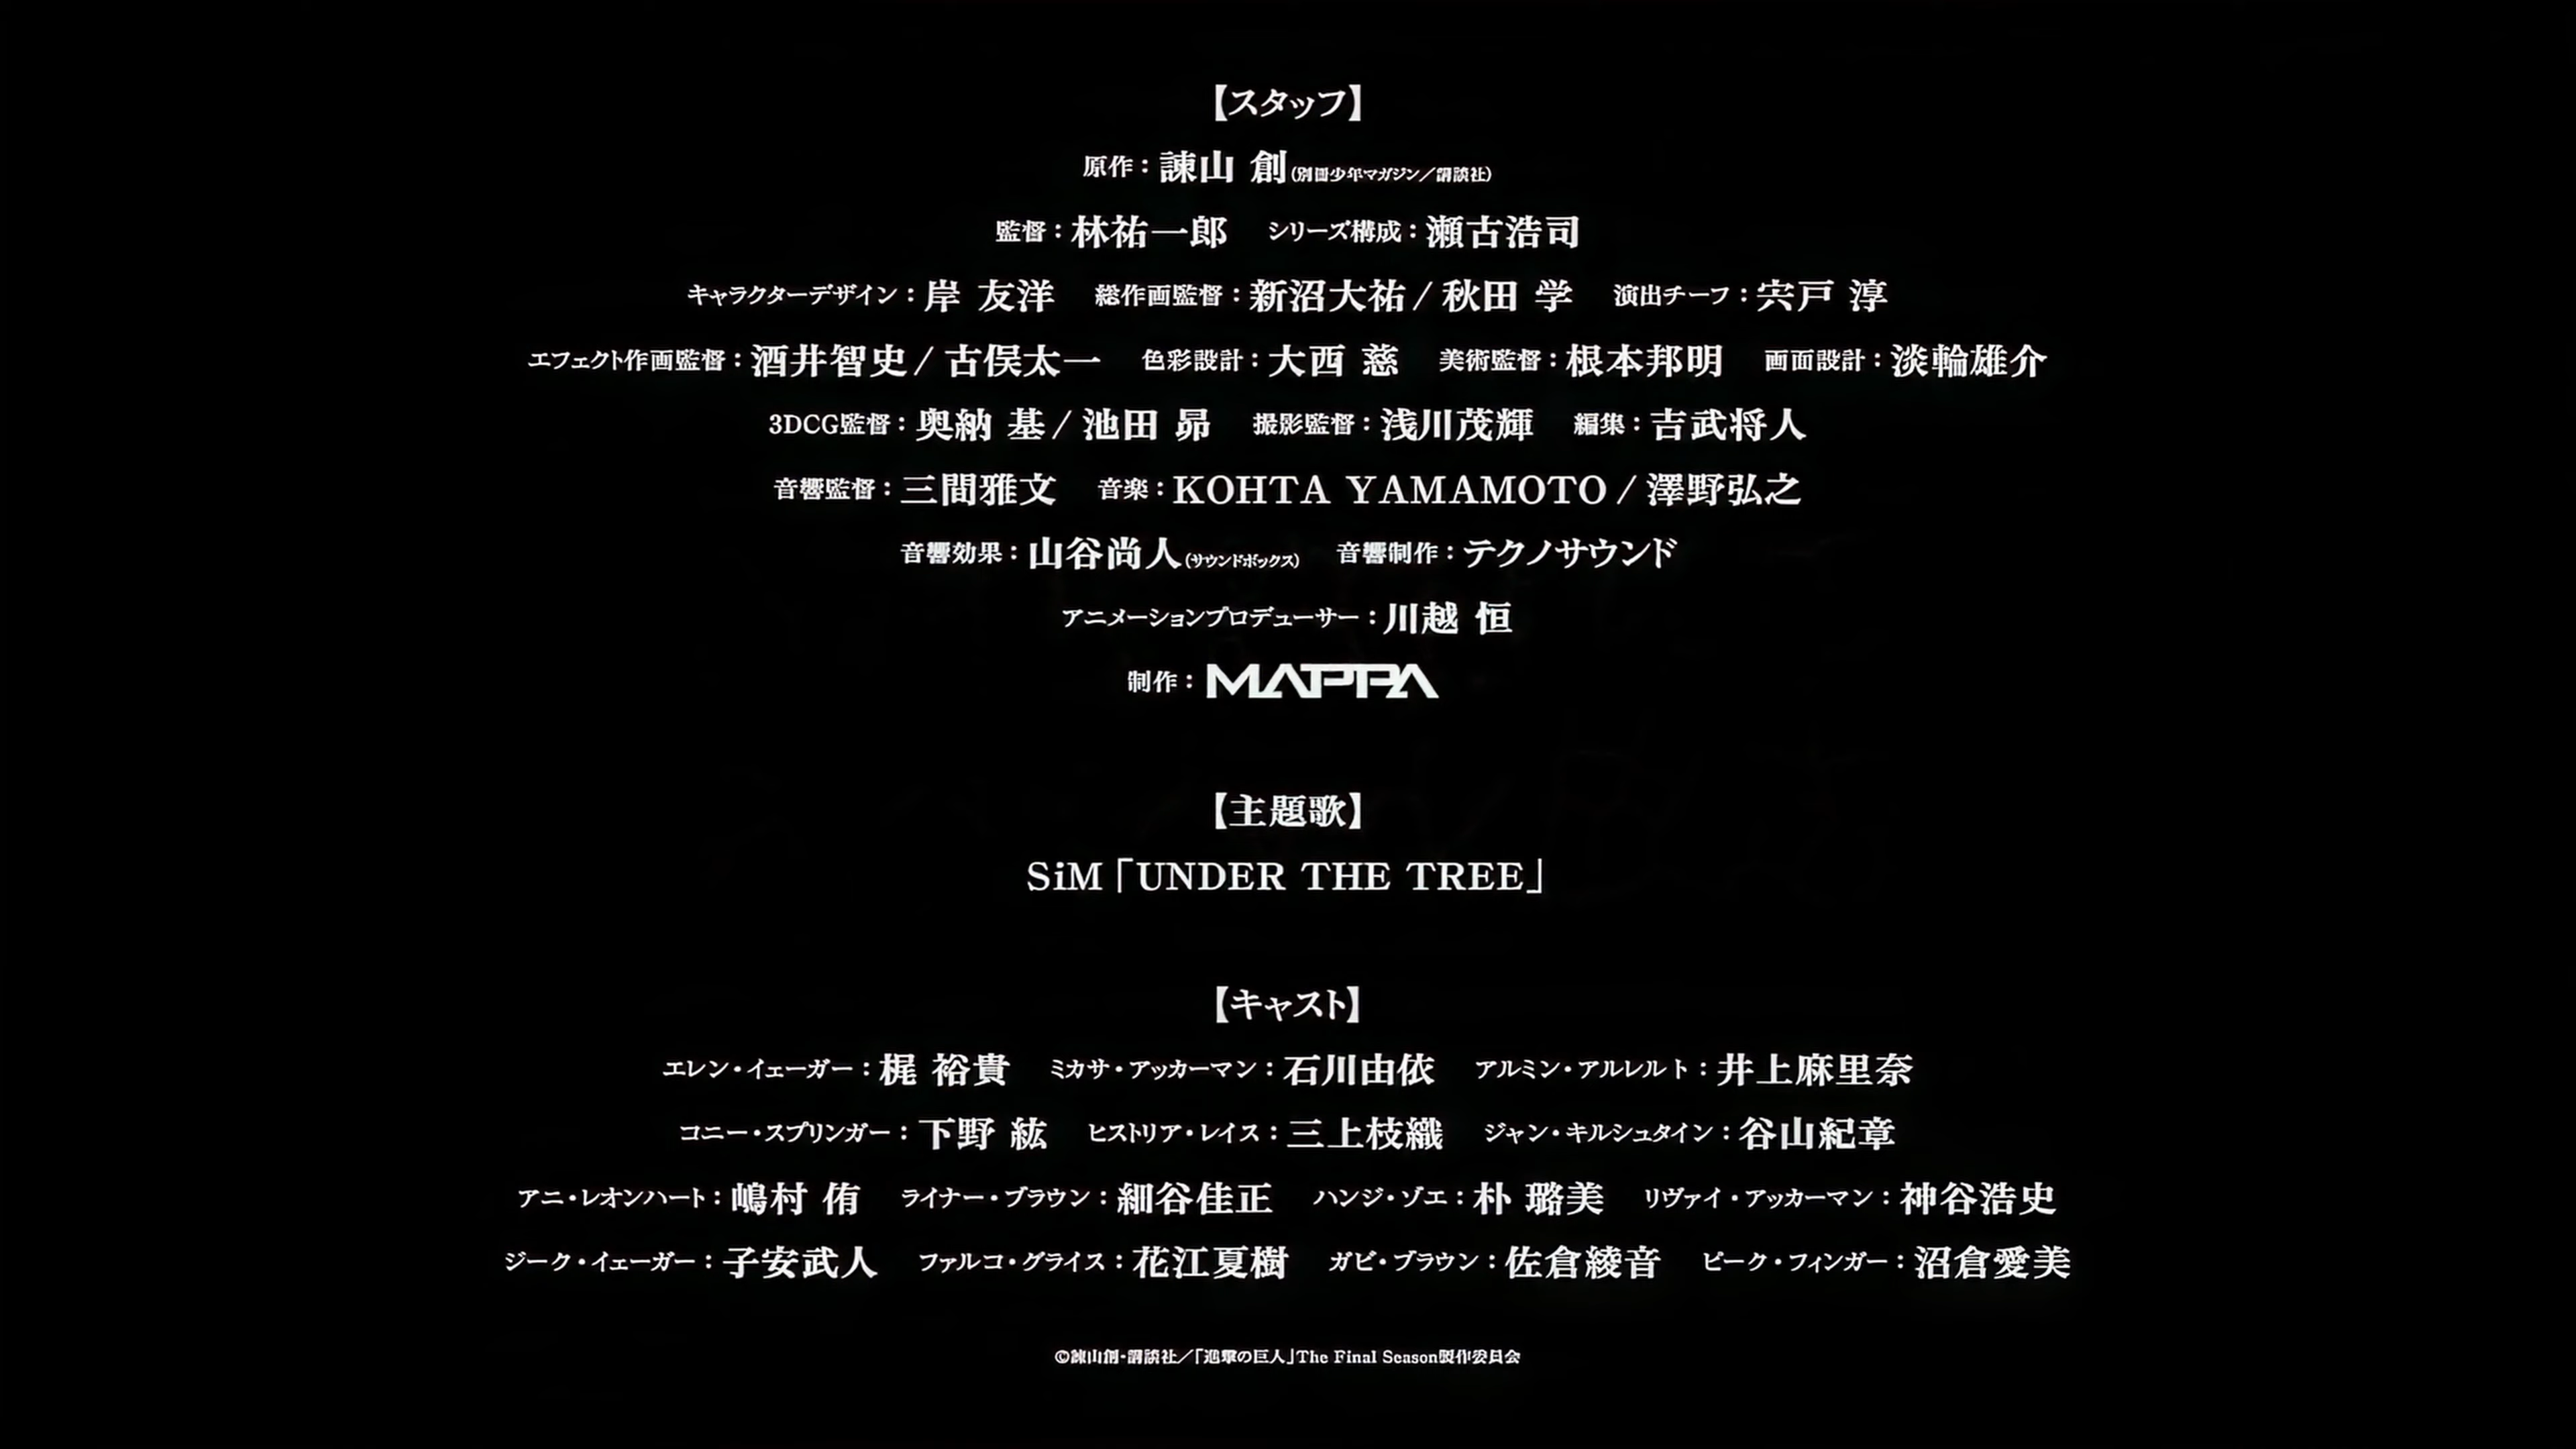 【スタッフ】
原作：諫山 創（別冊少年マガジン／講談社）
監督：林祐一郎　シリーズ構成：瀬古浩司
キャラクターデザイン：岸 友洋　総作画監督：新沼大祐／秋田 学　演出チーフ：宍戸 淳
エフェクト作画監督：酒井智史／古俣太一　色彩設計：大西 慈　美術監督：根本邦明　画面設計：淡輪雄介
3DCG監督：奥納 基／池田 昴　撮影監督：浅川茂輝　編集：吉武将人
音響監督：三間雅文　音楽：KOHTA YAMAMOTO／澤野弘之
音響効果：山谷尚人（サウンドボックス）　音響制作：テクノサウンド
アニメーションプロデューサー：川越 恒
制作：MAPPA
【主題歌】
SiM「UNDER THE TREE」
【キャスト】
エレン・イェーガー：梶 裕貴　ミカサ・アッカーマン：石川由依　アルミン・アルレルト：井上麻里奈
コニー・スプリンガー：下野 紘　ヒストリア・レイス：三上枝織　ジャン・キルシュタイン：谷山紀章
アニ・レオンハート：嶋村 侑　ライナー・ブラウン：細谷佳正　ハンジ・ゾエ：朴 璐美　リヴァイ・アッカーマン：神谷浩史
ジーク・イェーガー：子安武人　ファルコ・グライス：花江夏樹　ガビ・ブラウン：佐倉綾音　ピーク・フィンガー：沼倉愛美
©諫山創・講談社／「進撃の巨人」The Final Season製作委員会